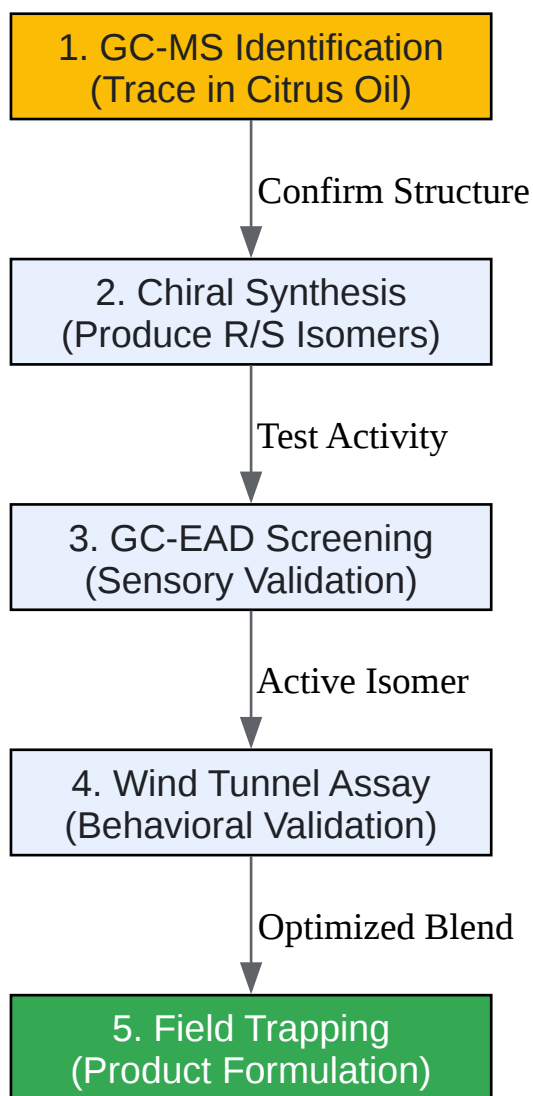 1. GC-MS Identification
(Trace in Citrus Oil)
Confirm Structure
2. Chiral Synthesis
(Produce R/S Isomers)
Test Activity
3. GC-EAD Screening
(Sensory Validation)
Active Isomer
4. Wind Tunnel Assay
(Behavioral Validation)
Optimized Blend
5. Field Trapping
(Product Formulation)